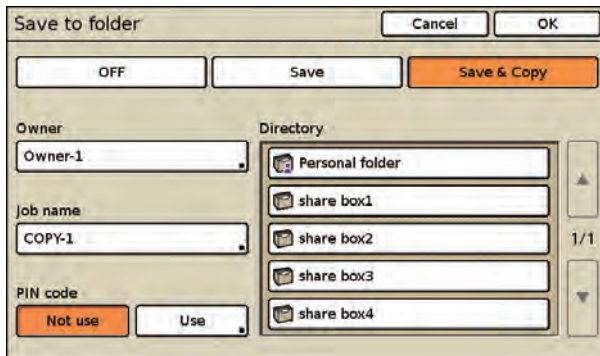 Save to folder Cancel OK
OFF Save Save & Copy
Owner
Owner-1
Job name
COPY-1
PIN code
Not use Use
Directory
Personal folder
share box1
share box2
share box3
share box4
1/1